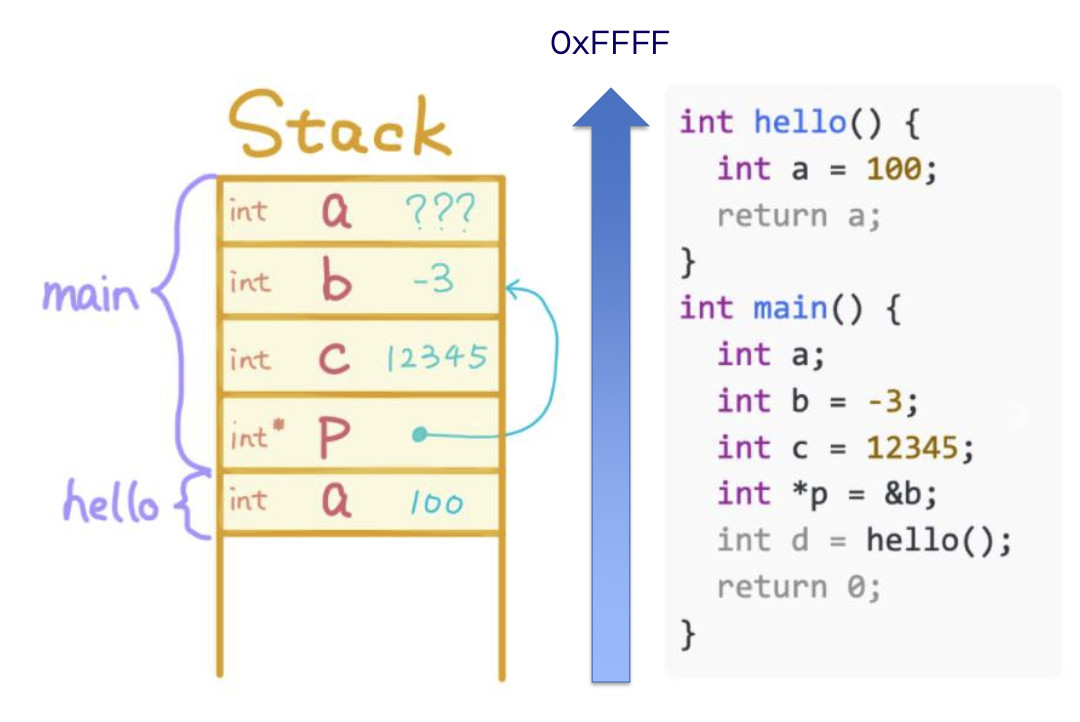 0xFFFF
Stack
main
int a ???
int b -3
int c 12345
int* p
hello
int a 100
int hello() {
int a = 100;
return a;
}
int main() {
int a;
int b = -3;
int c = 12345;
int *p = &b;
int d = hello();
return 0;
}